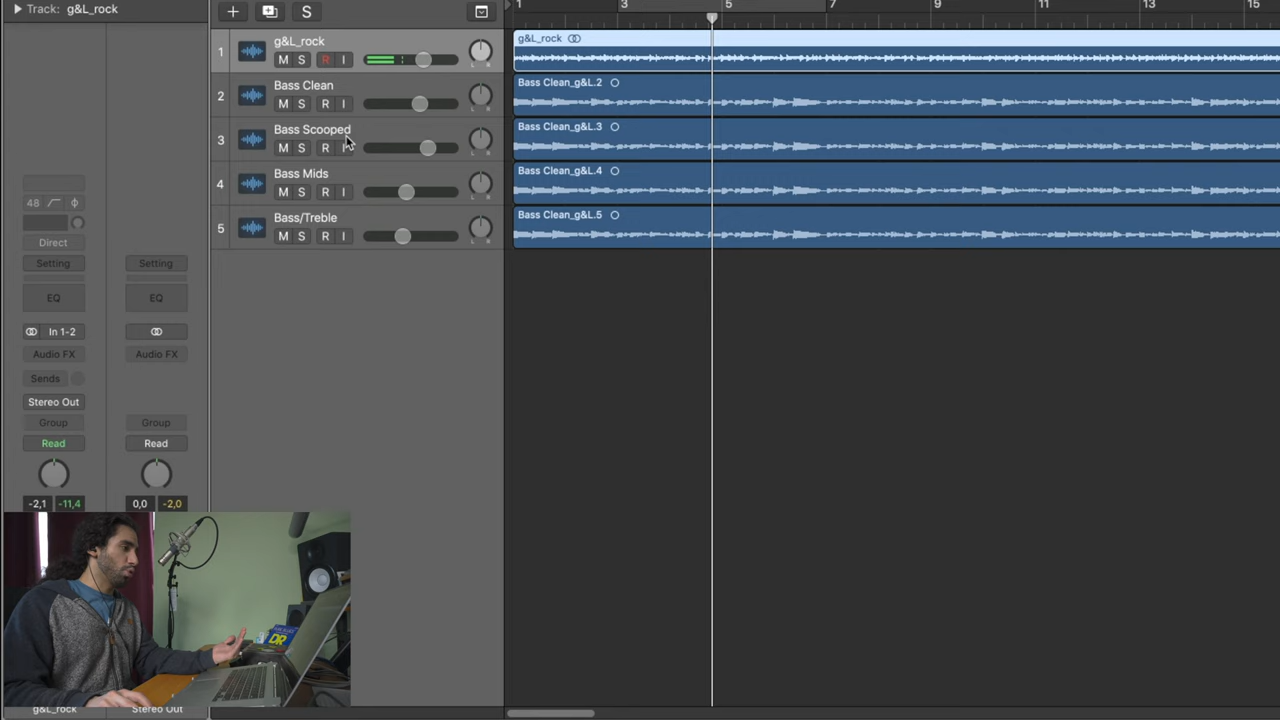 Track: g&L_rock
S
1 3 5 7 9 11 13 15
1 g&L_rock
M S R I
L R
g&L_rock
2 Bass Clean
M S R I
L R
Bass Clean_g&L.2
3 Bass Scooped
M S R I
L R
Bass Clean_g&L.3
4 Bass Mids
M S R I
L R
Bass Clean_g&L.4
5 Bass/Treble
M S R I
L R
Bass Clean_g&L.5
48
Direct
Setting Setting
EQ EQ
In 1-2
Audio FX Audio FX
Sends
Stereo Out
Group Group
Read Read
-2,1 -11,4 0,0 -2,0
DR
g&L_rock Stereo Out